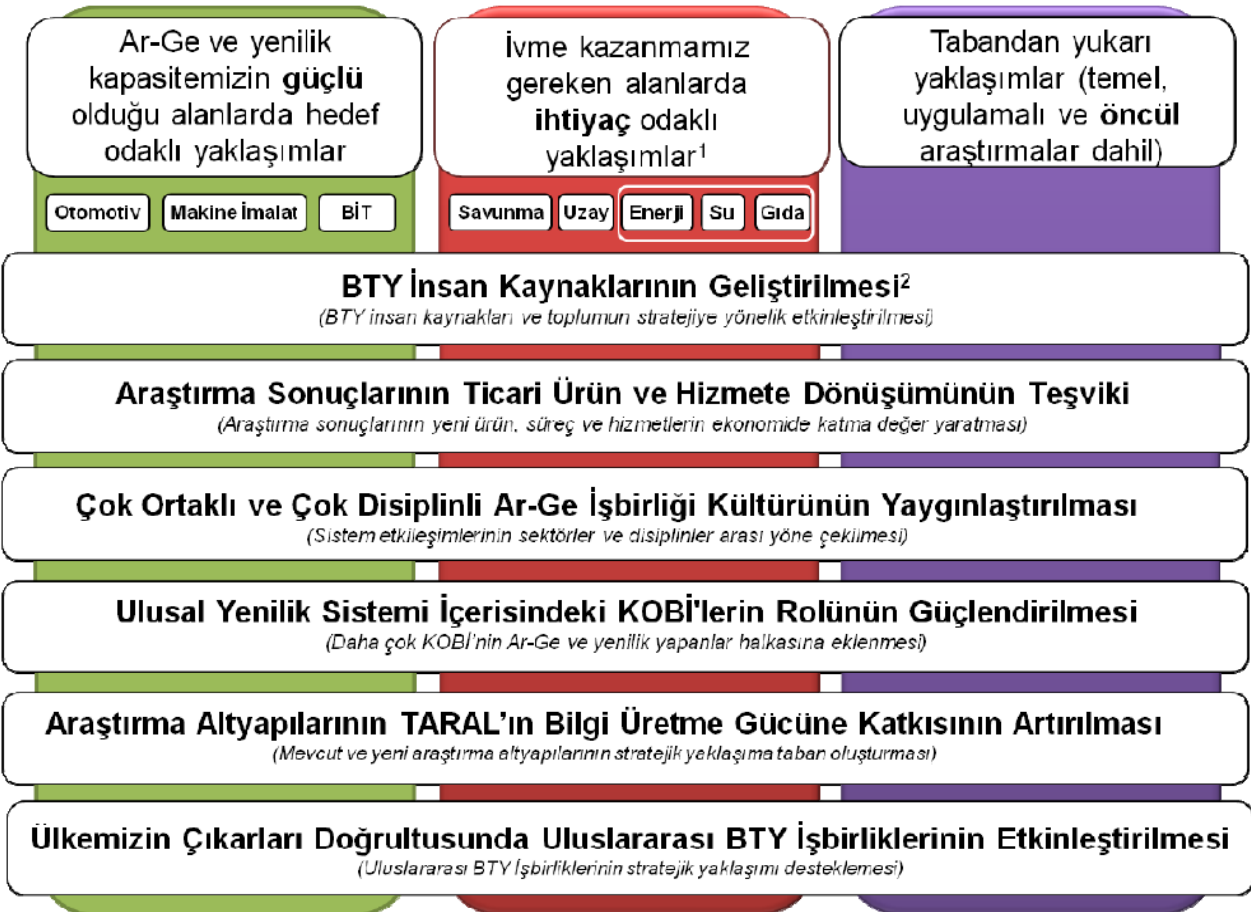 Ar-Ge ve yenilik
kapasitemizin güçlü
olduğu alanlarda hedef
odaklı yaklaşımlar
İvme kazanmamız
gereken alanlarda
ihtiyaç odaklı
yaklaşımlar¹
Tabandan yukarı
yaklaşımlar (temel,
uygulamalı ve öncül
araştırmalar dahil)
Otomotiv
Makine İmalat
BİT
Savunma
Uzay
Enerji
Su
Gıda
BTY İnsan Kaynaklarının Geliştirilmesi²
(BTY insan kaynakları ve toplumun stratejiye yönelik etkinleştirilmesi)
Araştırma Sonuçlarının Ticari Ürün ve Hizmete Dönüşümünün Teşviki
(Araştırma sonuçlarının yeni ürün, süreç ve hizmetlerin ekonomide katma değer yaratması)
Çok Ortaklı ve Çok Disiplinli Ar-Ge İşbirliği Kültürünün Yaygınlaştırılması
(Sistem etkileşimlerinin sektörler ve disiplinler arası yöne çekilmesi)
Ulusal Yenilik Sistemi İçerisindeki KOBİ'lerin Rolünün Güçlendirilmesi
(Daha çok KOBİ'nin Ar-Ge ve yenilik yapanlar halkasına eklenmesi)
Araştırma Altyapılarının TARAL'ın Bilgi Üretme Gücüne Katkısının Artırılması
(Mevcut ve yeni araştırma altyapılarının stratejik yaklaşıma taban oluşturması)
Ülkemizin Çıkarları Doğrultusunda Uluslararası BTY İşbirliklerinin Etkinleştirilmesi
(Uluslararası BTY İşbirliklerinin stratejik yaklaşımı desteklemesi)